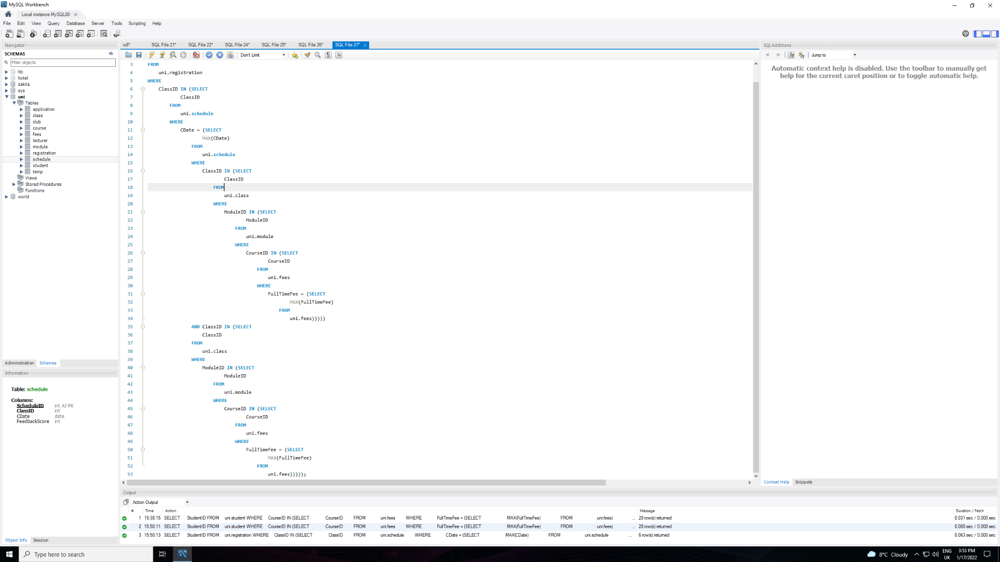 MySQL Workbench
Local instance MySQL80
File Edit View Query Database Server Tools Scripting Help
Navigator
SCHEMAS
Filter objects
hb
hotel
sakila
sys
uni
Tables
application
class
club
course
fees
lecturer
module
registration
schedule
student
temp
Views
Stored Procedures
Functions
world
Administration Schemas
Information
Table: schedule
Columns:
ScheduleID int AI PK
ClassID int
CDate date
FeedbackScore int
Object Info Session
w8* SQL File 21* SQL File 22* SQL File 24* SQL File 25* SQL File 26* SQL File 27*
Don't Limit
3 FROM
4 uni.registration
5 WHERE
6 ClassID IN (SELECT
7 ClassID
8 FROM
9 uni.schedule
10 WHERE
11 CDate = (SELECT
12 MAX(CDate)
13 FROM
14 uni.schedule
15 WHERE
16 ClassID IN (SELECT
17 ClassID
18 FROM
19 uni.class
20 WHERE
21 ModuleID IN (SELECT
22 ModuleID
23 FROM
24 uni.module
25 WHERE
26 CourseID IN (SELECT
27 CourseID
28 FROM
29 uni.fees
30 WHERE
31 FullTimeFee = (SELECT
32 MAX(FullTimeFee)
33 FROM
34 uni.fees)))))
35 AND ClassID IN (SELECT
36 ClassID
37 FROM
38 uni.class
39 WHERE
40 ModuleID IN (SELECT
41 ModuleID
42 FROM
43 uni.module
44 WHERE
45 CourseID IN (SELECT
46 CourseID
47 FROM
48 uni.fees
49 WHERE
50 FullTimeFee = (SELECT
51 MAX(FullTimeFee)
52 FROM
53 uni.fees)))));
SQLAdditions
Jump to
Automatic context help is disabled. Use the toolbar to manually get
help for the current caret position or to toggle automatic help.
Context Help Snippets
Output
Action Output
# Time Action Message Duration / Fetch
1 15:38:15 SELECT StudentID FROM uni.student WHERE CourseID IN (SELECT CourseID FROM uni.fees WHERE FullTimeFee = (SELECT MAX(FullTimeFee) FROM uni.fees) ... 28 row(s) returned 0.031 sec / 0.000 sec
2 15:50:11 SELECT StudentID FROM uni.student WHERE CourseID IN (SELECT CourseID FROM uni.fees WHERE FullTimeFee = (SELECT MAX(FullTimeFee) FROM uni.fees) ... 28 row(s) returned 0.000 sec / 0.000 sec
3 15:50:13 SELECT StudentID FROM uni.registration WHERE ClassID IN (SELECT ClassID FROM uni.schedule WHERE CDate = (SELECT MAX(CDate) FROM uni.schedule ... 6 row(s) returned 0.063 sec / 0.000 sec
Type here to search
8°C Cloudy
ENG
UK
3:53 PM
1/17/2022